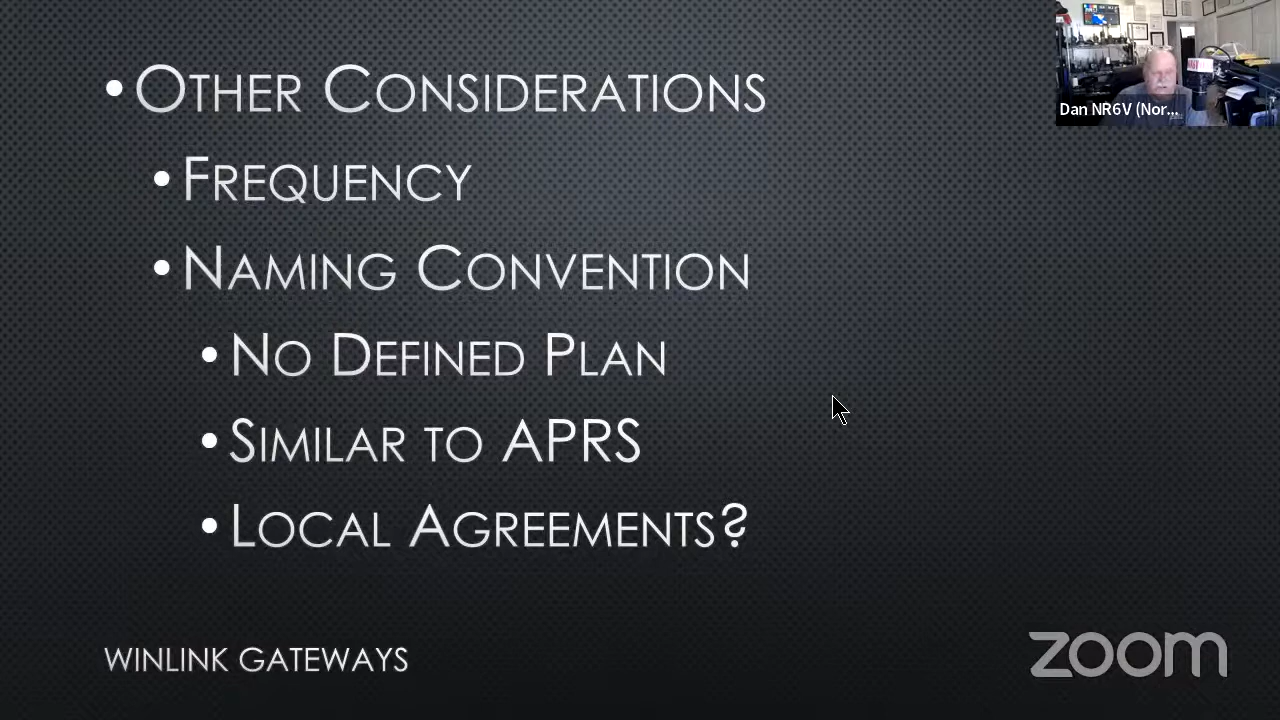 • Other Considerations
• Frequency
• Naming Convention
• No Defined Plan
• Similar to APRS
• Local Agreements?
WINLINK GATEWAYS
Dan NR6V (Nor...
zoom